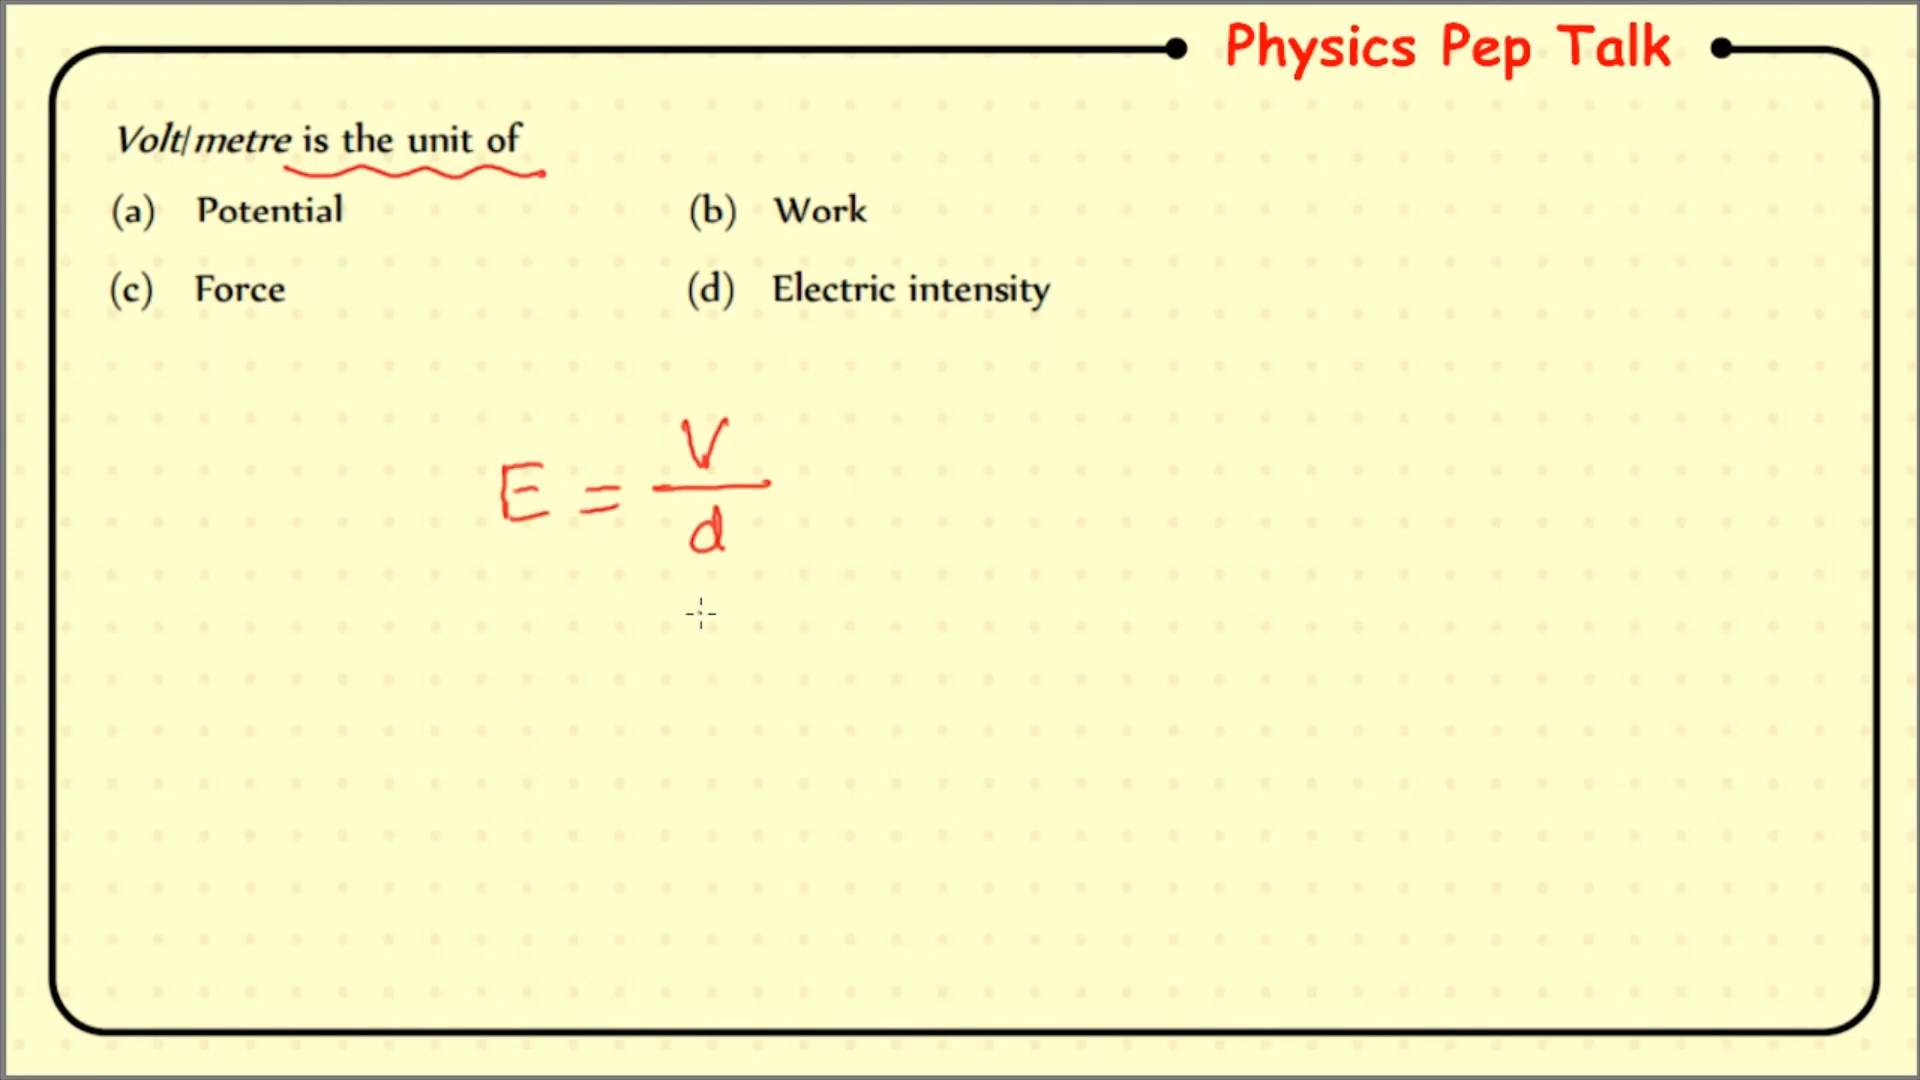 Physics Pep Talk
Volt/metre is the unit of
(a) Potential (b) Work
(c) Force (d) Electric intensity
E = V/d